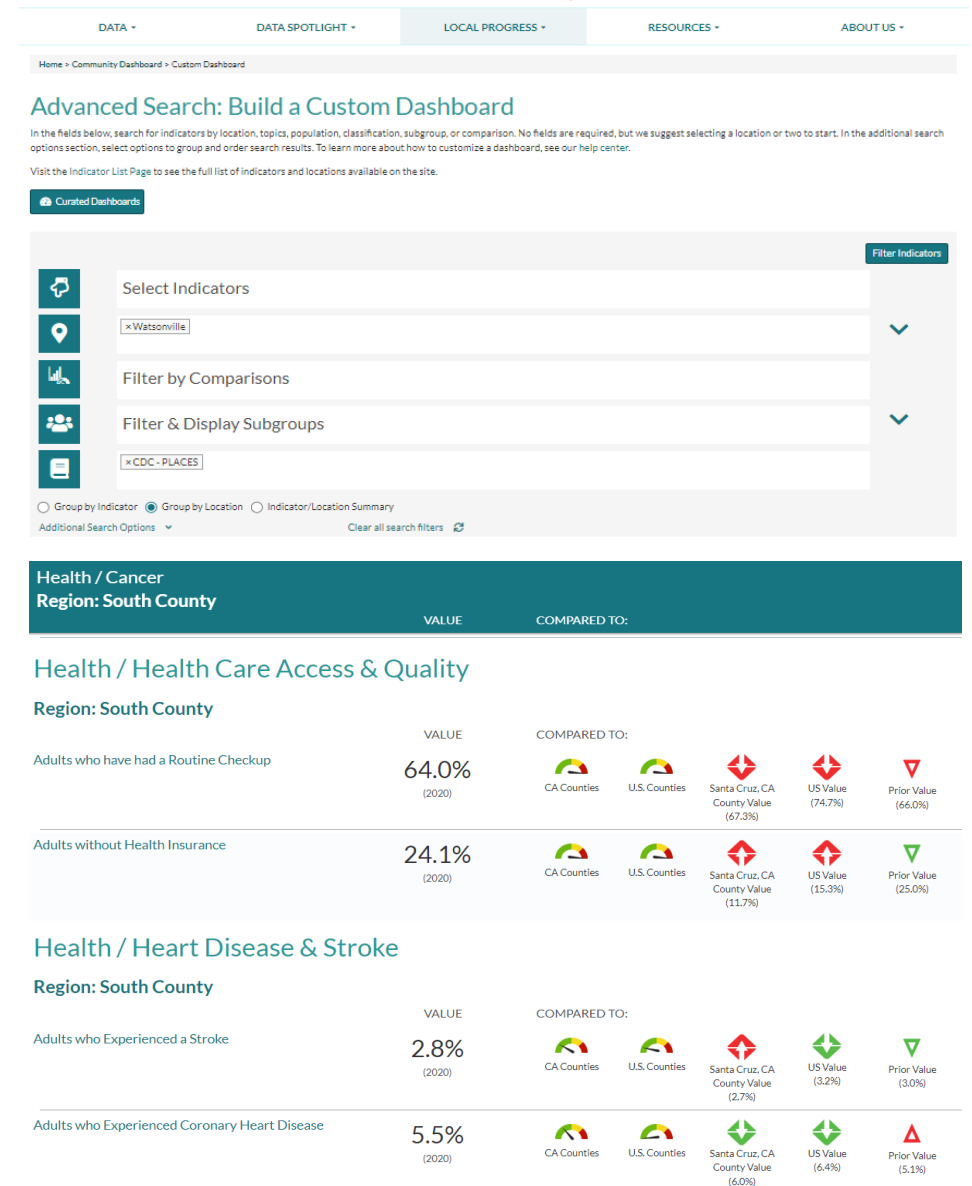 DATA
DATA SPOTLIGHT
LOCAL PROGRESS
RESOURCES
ABOUT US
Home > Community Dashboard > Custom Dashboard
Advanced Search: Build a Custom Dashboard
In the fields below, search for indicators by location, topics, population, classification, subgroup, or comparison. No fields are required, but we suggest selecting a location or two to start. In the additional search
options section, select options to group and order search results. To learn more about how to customize a dashboard, see our help center.
Visit the Indicator List Page to see the full list of indicators and locations available on the site.
Curated Dashboards
Filter Indicators
Select Indicators
×Watsonville
Filter by Comparisons
Filter & Display Subgroups
×CDC - PLACES
Group by Indicator Group by Location Indicator/Location Summary
Additional Search Options
Clear all search filters
Health / Cancer
Region: South County
VALUE COMPARED TO:
Health / Health Care Access & Quality
Region: South County
VALUE COMPARED TO:
Adults who have had a Routine Checkup
64.0%
(2020)
CA Counties
U.S. Counties
Santa Cruz, CA
County Value
(67.3%)
US Value
(74.7%)
Prior Value
(66.0%)
Adults without Health Insurance
24.1%
(2020)
CA Counties
U.S. Counties
Santa Cruz, CA
County Value
(11.7%)
US Value
(15.3%)
Prior Value
(25.0%)
Health / Heart Disease & Stroke
Region: South County
VALUE COMPARED TO:
Adults who Experienced a Stroke
2.8%
(2020)
CA Counties
U.S. Counties
Santa Cruz, CA
County Value
(2.7%)
US Value
(3.2%)
Prior Value
(3.0%)
Adults who Experienced Coronary Heart Disease
5.5%
(2020)
CA Counties
U.S. Counties
Santa Cruz, CA
County Value
(6.0%)
US Value
(6.4%)
Prior Value
(5.1%)